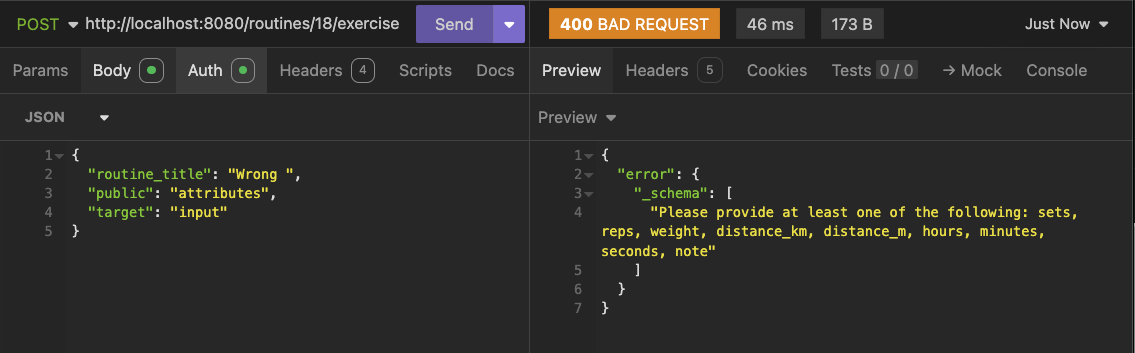 POST http://localhost:8080/routines/18/exercise Send 400 BAD REQUEST 46 ms 173 B Just Now
Params Body Auth Headers 4 Scripts Docs Preview Headers 5 Cookies Tests 0 / 0 → Mock Console
JSON Preview
1 {
2 "routine_title": "Wrong ",
3 "public": "attributes",
4 "target": "input"
5 }
1 {
2 "error": {
3 "_schema": [
4 "Please provide at least one of the following: sets,
reps, weight, distance_km, distance_m, hours, minutes,
seconds, note"
5 ]
6 }
7 }